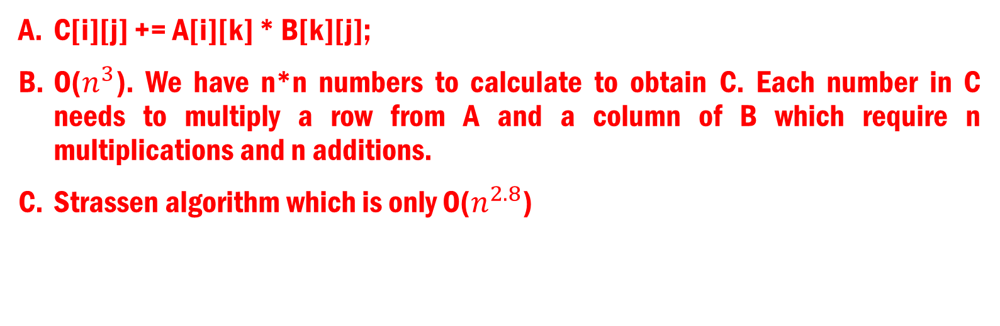 A. C[i][j] += A[i][k] * B[k][j];
B. O(n³). We have n*n numbers to calculate to obtain C. Each number in C
needs to multiply a row from A and a column of B which require n
multiplications and n additions.
C. Strassen algorithm which is only O(n^2.8)